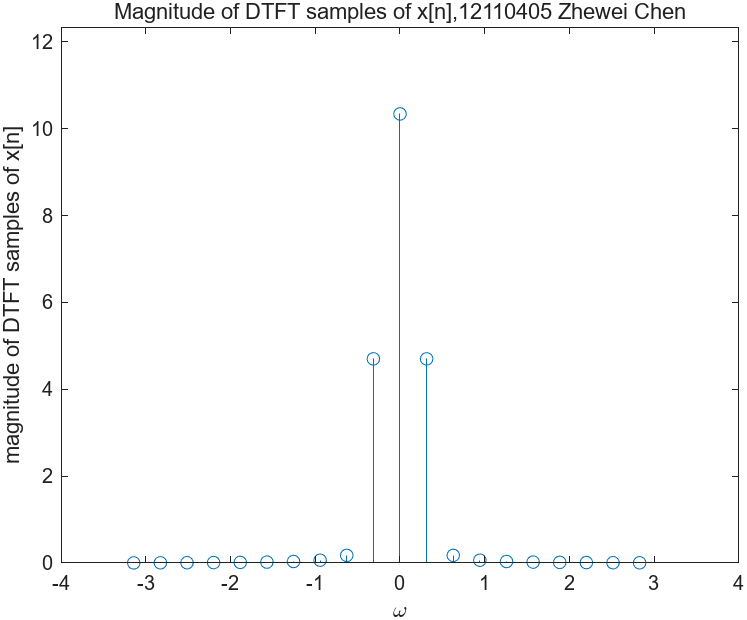 Magnitude of DTFT samples of x[n],12110405 Zhewei Chen
magnitude of DTFT samples of x[n]
12
10
8
6
4
2
0
-4 -3 -2 -1 0 1 2 3 4
ω